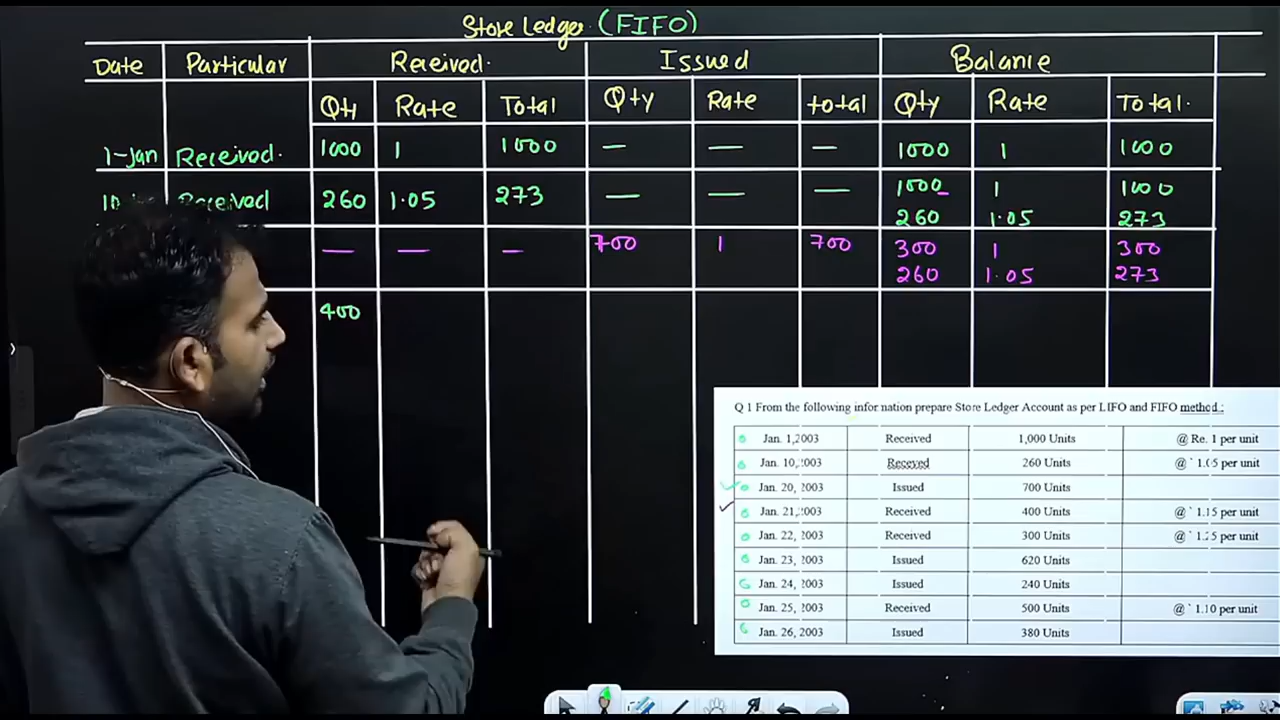 Store Ledger (FIFO)
Date Particular Received. Issued Balance
Qty Rate Total Qty Rate total Qty Rate Total.
1-Jan Received. 1000 1 1000 — — — 1000 1 1000
Received 260 1.05 273 — — — 1000 1 1000
260 1.05 273
— — — 700 1 700 300 1 300
260 1.05 273
400
Q 1 From the following infor nation prepare Store Ledger Account as per LIFO and FIFO method.:
Jan. 1,2003 Received 1,000 Units @ Re. 1 per unit
Jan. 10, 2003 Receved 260 Units @ ` 1.05 per unit
Jan. 20, 2003 Issued 700 Units
Jan. 21, 2003 Received 400 Units @ ` 1.15 per unit
Jan. 22, 2003 Received 300 Units @ ` 1.25 per unit
Jan. 23, 2003 Issued 620 Units
Jan. 24, 2003 Issued 240 Units
Jan. 25, 2003 Received 500 Units @ ` 1.10 per unit
Jan. 26, 2003 Issued 380 Units